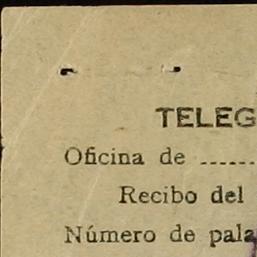 TELEG
Oficina de ......
Recibo del
Número de pala